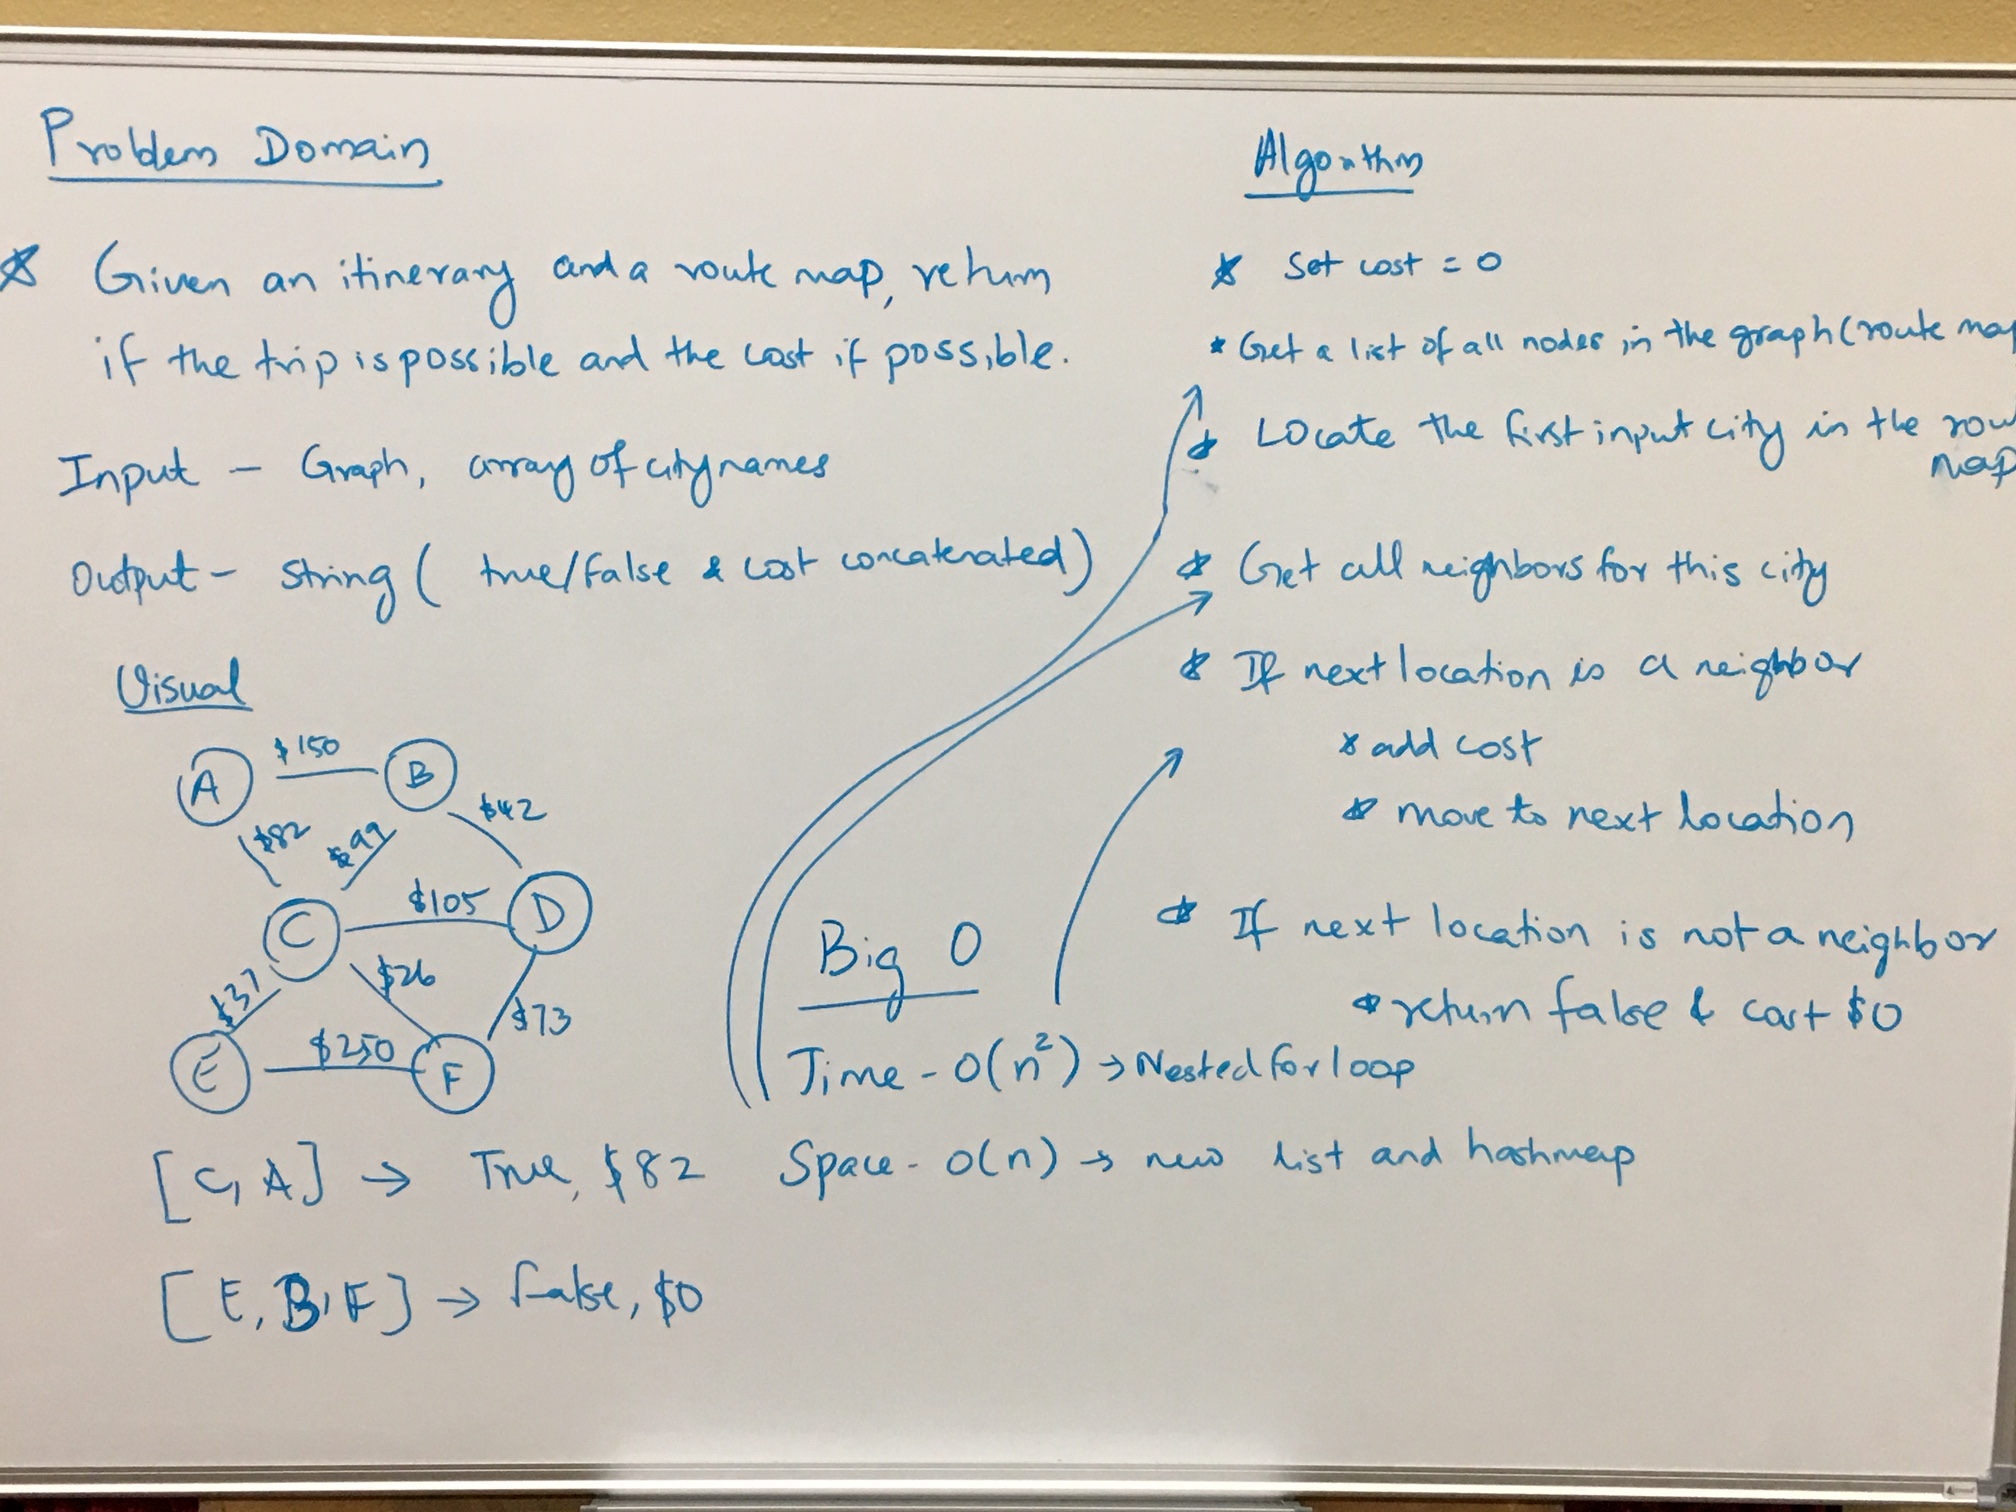 Problem Domain
* Given an itinerary and a route map, return
if the trip is possible and the cost if possible.
Input - Graph, array of city names
Output - string ( true/false & cost concatenated)
Visual
A $150 B
$82 $99 $42
C $105 D
$37 $26 $73
E $250 F
[C, A] → True, $82
[E, B, F] → false, $0
Big O
Time - O(n²) → Nested for loop
Space - O(n) → new list and hashmap
Algorithm
* Set cost = 0
* Get a list of all nodes in the graph (route map
* Locate the first input city in the rou
map
* Get all neighbors for this city
* If next location is a neighbor
* add cost
* move to next location
* If next location is not a neighbor
* return false & cost $0